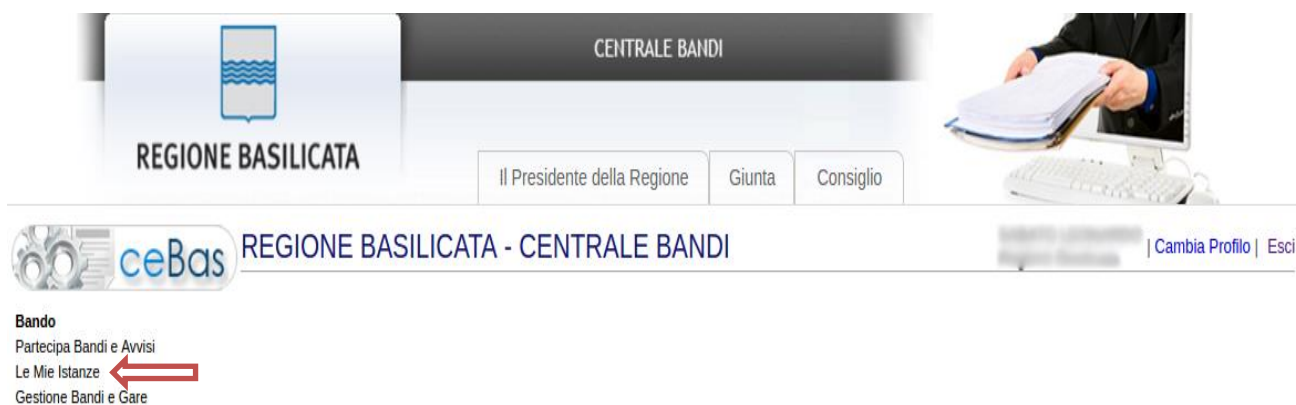 CENTRALE BANDI
REGIONE BASILICATA
Il Presidente della Regione Giunta Consiglio
ceBas REGIONE BASILICATA - CENTRALE BANDI | Cambia Profilo | Esci
Bando
Partecipa Bandi e Avvisi
Le Mie Istanze
Gestione Bandi e Gare